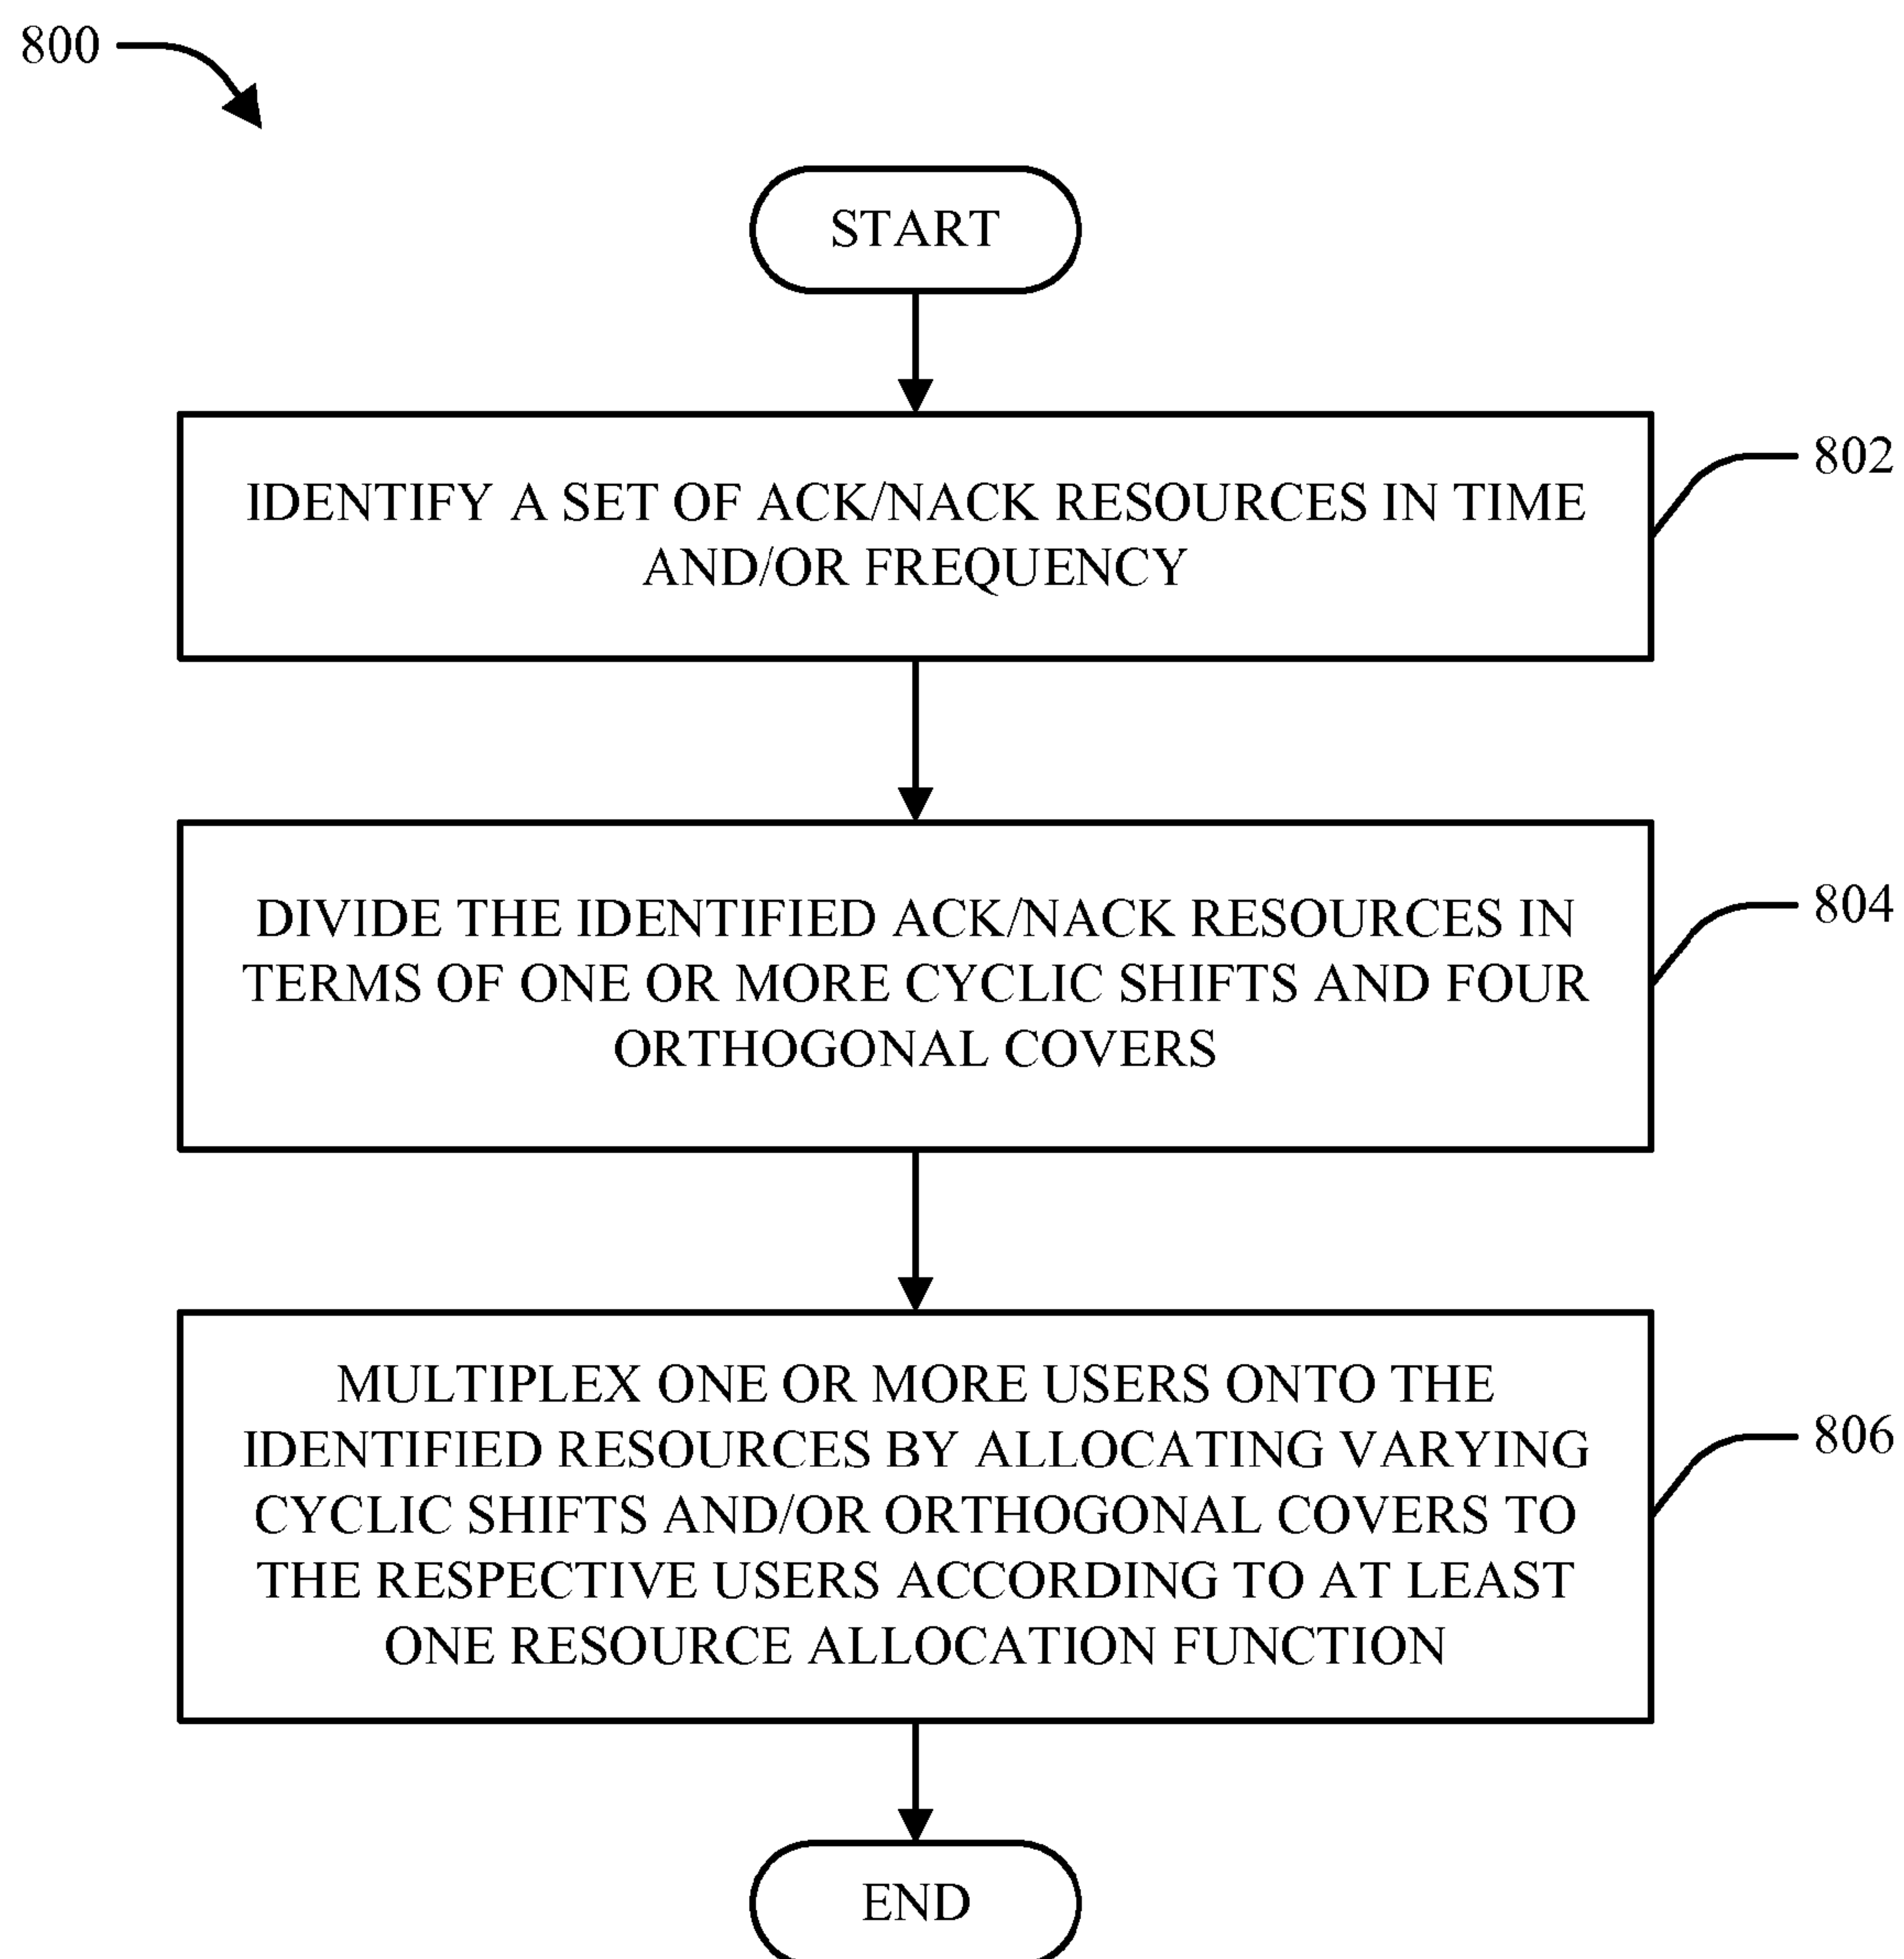 800
START
IDENTIFY A SET OF ACK/NACK RESOURCES IN TIME
AND/OR FREQUENCY
802
DIVIDE THE IDENTIFIED ACK/NACK RESOURCES IN
TERMS OF ONE OR MORE CYCLIC SHIFTS AND FOUR
ORTHOGONAL COVERS
804
MULTIPLEX ONE OR MORE USERS ONTO THE
IDENTIFIED RESOURCES BY ALLOCATING VARYING
CYCLIC SHIFTS AND/OR ORTHOGONAL COVERS TO
THE RESPECTIVE USERS ACCORDING TO AT LEAST
ONE RESOURCE ALLOCATION FUNCTION
806
END